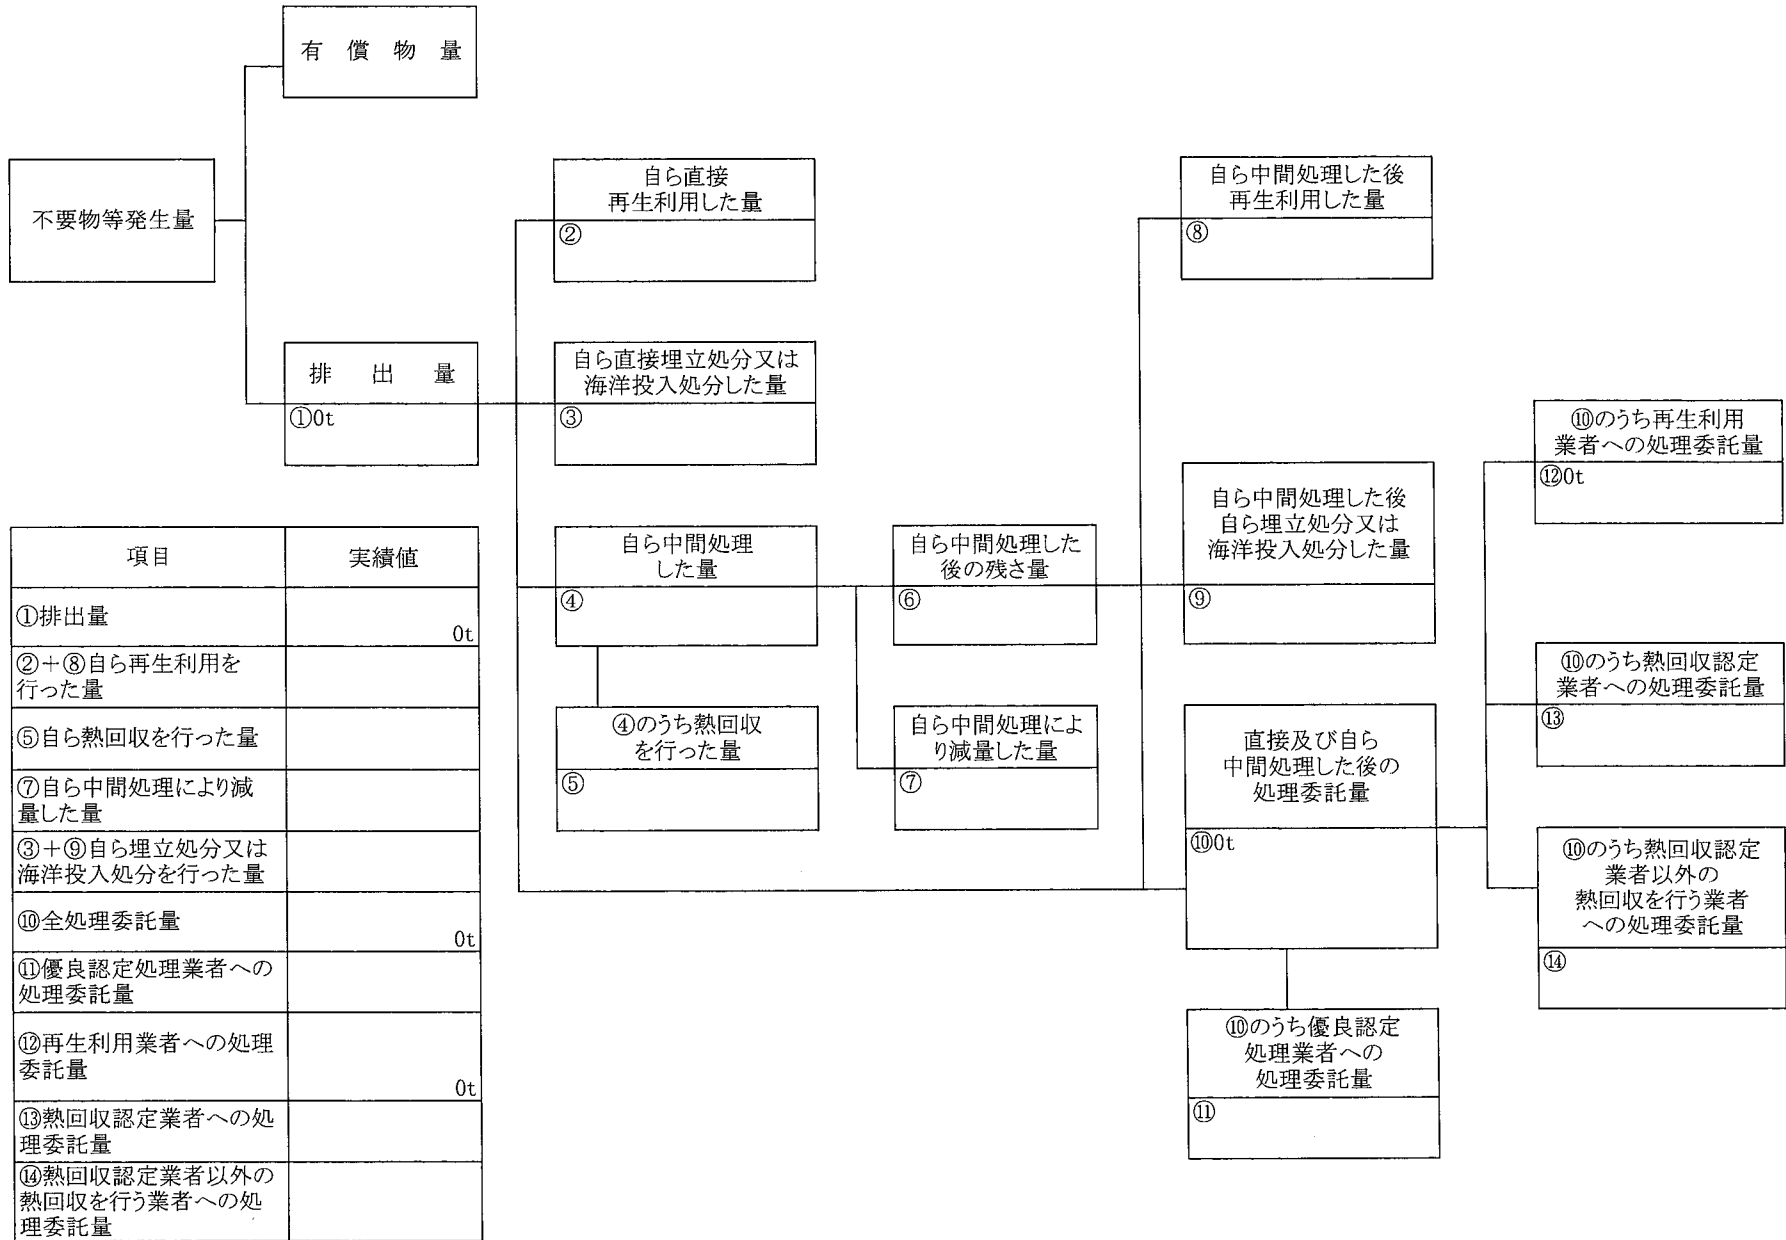 有償物量
不要物等発生量
排出量
①0t
自ら直接
再生利用した量
②
自ら直接埋立処分又は
海洋投入処分した量
③
自ら中間処理
した量
④
④のうち熱回収
を行った量
⑤
自ら中間処理した
後の残さ量
⑥
自ら中間処理によ
り減量した量
⑦
自ら中間処理した後
再生利用した量
⑧
自ら中間処理した後
自ら埋立処分又は
海洋投入処分した量
⑨
直接及び自ら
中間処理した後の
処理委託量
⑩0t
⑩のうち優良認定
処理業者への
処理委託量
⑪
⑩のうち再生利用
業者への処理委託量
⑫0t
⑩のうち熱回収認定
業者への処理委託量
⑬
⑩のうち熱回収認定
業者以外の
熱回収を行う業者
への処理委託量
⑭
項目 実績値
①排出量
0t
②+⑧自ら再生利用を
行った量
⑤自ら熱回収を行った量
⑦自ら中間処理により減
量した量
③+⑨自ら埋立処分又は
海洋投入処分を行った量
⑩全処理委託量
0t
⑪優良認定処理業者への
処理委託量
⑫再生利用業者への処理
委託量
0t
⑬熱回収認定業者への処
理委託量
⑭熱回収認定業者以外の
熱回収を行う業者への処
理委託量